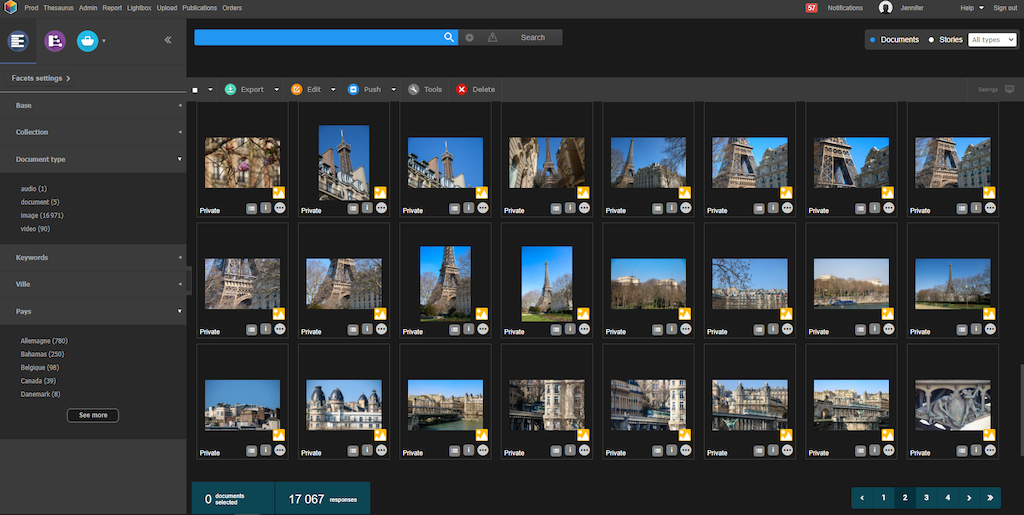 Prod Thesaurus Admin Report Lightbox Upload Publications Orders
57 Notifications Jennifer Help Sign out
Search
Documents Stories All types
Facets settings
Export Edit Push Tools Delete
Settings
Base
Collection
Document type
audio (1)
document (5)
image (16 971)
video (90)
Keywords
Ville
Pays
Allemagne (780)
Bahamas (250)
Belgique (98)
Canada (39)
Danemark (8)
See more
Private Private Private Private Private Private Private Private
Private Private Private Private Private Private Private Private
Private Private Private Private Private Private Private Private
0 documents selected 17 067 responses
1 2 3 4